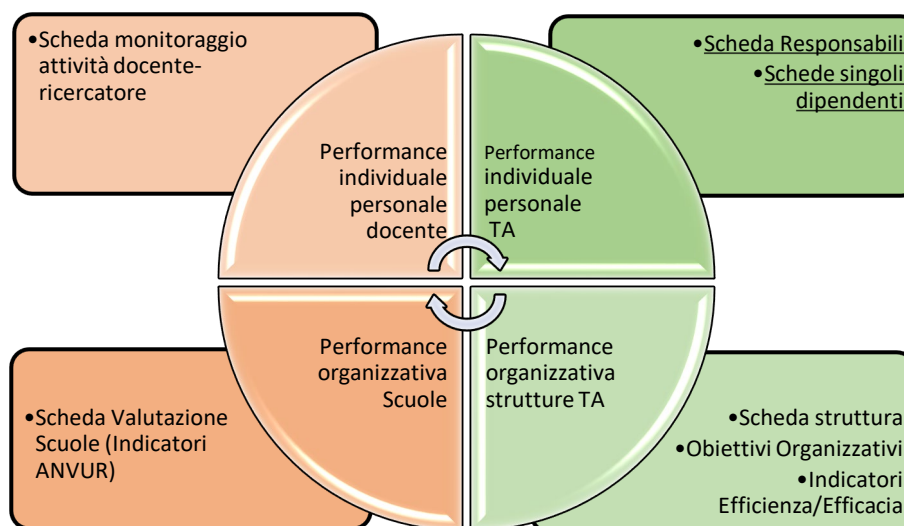 •Scheda monitoraggio
attività docente-
ricercatore
•Scheda Responsabili
•Schede singoli
dipendenti
Performance
individuale
personale
docente
Performance
individuale
personale
TA
Performance
organizzativa
Scuole
Performance
organizzativa
strutture TA
•Scheda Valutazione
Scuole (Indicatori
ANVUR)
•Scheda struttura
•Obiettivi Organizzativi
•Indicatori
Efficienza/Efficacia